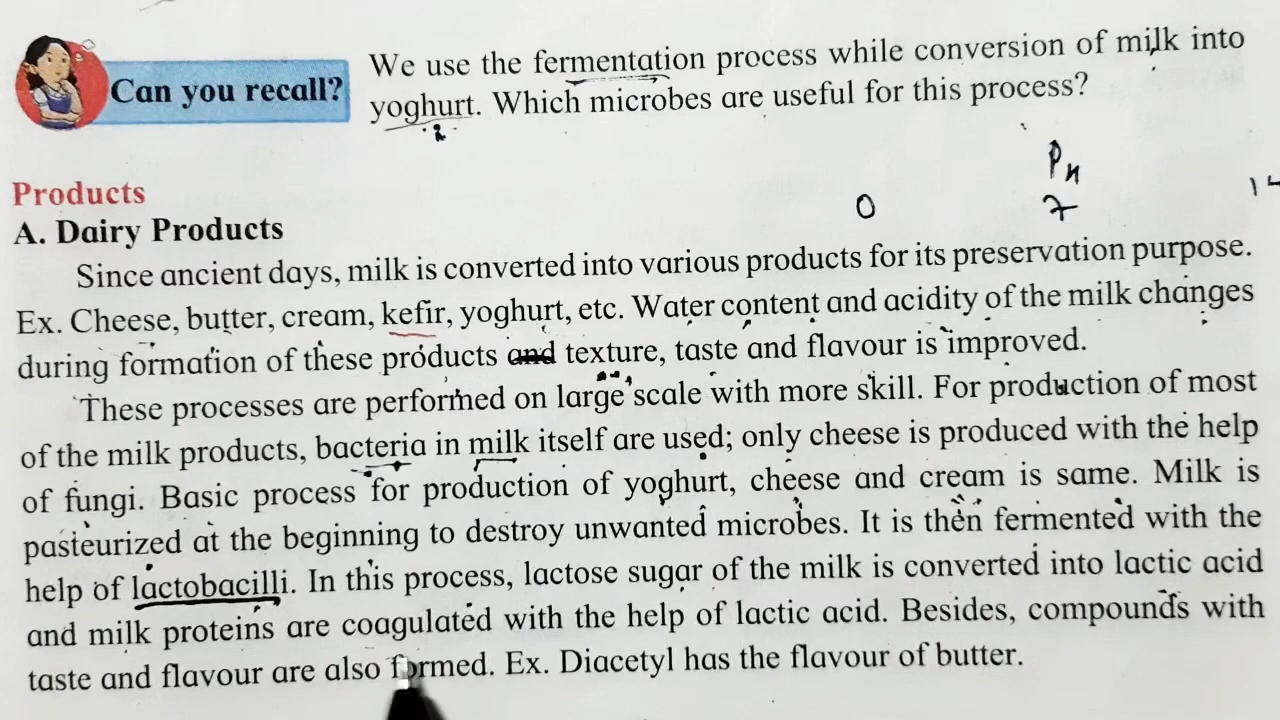 We use the fermentation process while conversion of milk into
Can you recall?
yoghurt. Which microbes are useful for this process?
PH
0 7 14
Products
A. Dairy Products
Since ancient days, milk is converted into various products for its preservation purpose.
Ex. Cheese, butter, cream, kefir, yoghurt, etc. Water content and acidity of the milk changes
during formation of these products and texture, taste and flavour is improved.
These processes are performed on large scale with more skill. For production of most
of the milk products, bacteria in milk itself are used; only cheese is produced with the help
of fungi. Basic process for production of yoghurt, cheese and cream is same. Milk is
pasteurized at the beginning to destroy unwanted microbes. It is then fermented with the
help of lactobacilli. In this process, lactose sugar of the milk is converted into lactic acid
and milk proteins are coagulated with the help of lactic acid. Besides, compounds with
taste and flavour are also formed. Ex. Diacetyl has the flavour of butter.